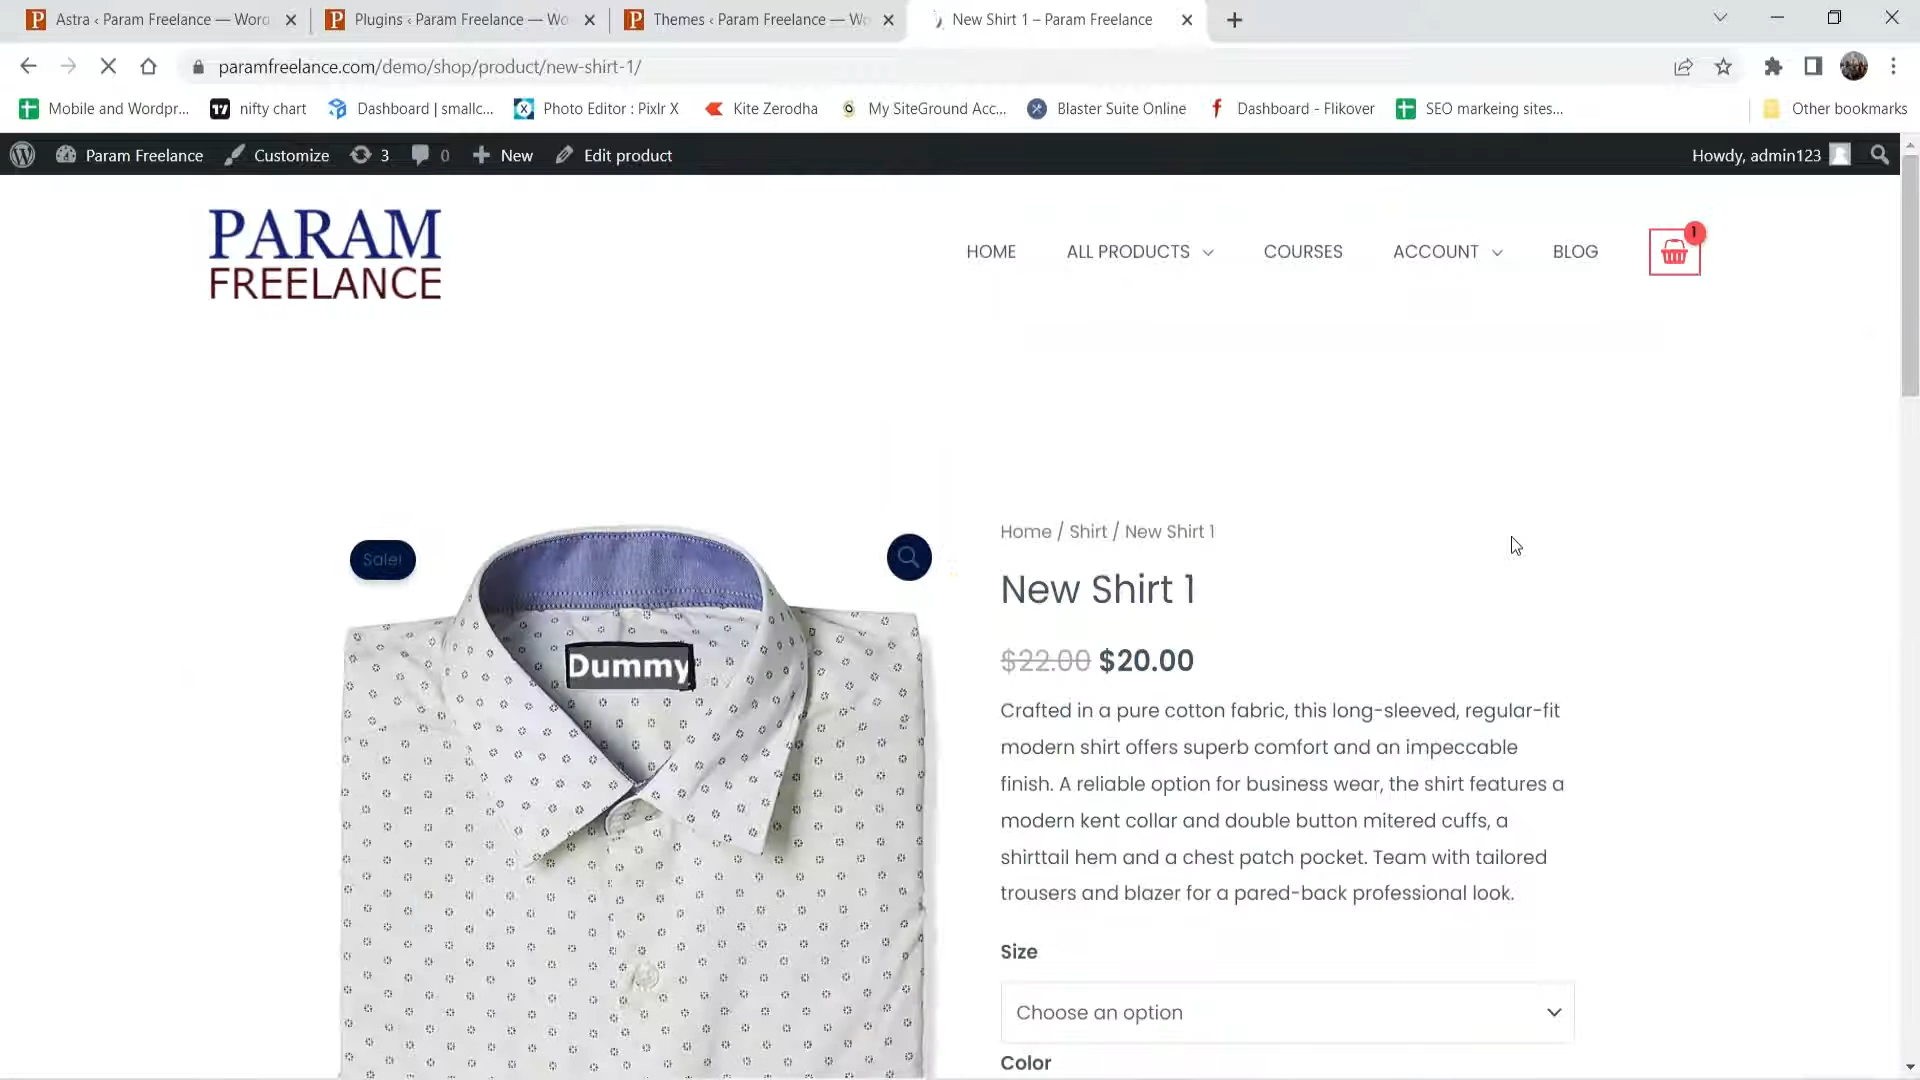 Astra ‹ Param Freelance — Word
Plugins ‹ Param Freelance — Wo
Themes ‹ Param Freelance — Wo
New Shirt 1 – Param Freelance
paramfreelance.com/demo/shop/product/new-shirt-1/
Mobile and Wordpr...
nifty chart
Dashboard | smallc...
Photo Editor : Pixlr X
Kite Zerodha
My SiteGround Acc...
Blaster Suite Online
Dashboard - Flikover
SEO markeing sites...
Other bookmarks
Param Freelance
Customize
3
0
New
Edit product
Howdy, admin123
PARAM
FREELANCE
HOME
ALL PRODUCTS
COURSES
ACCOUNT
BLOG
1
Sale!
Dummy
Home / Shirt / New Shirt 1
New Shirt 1
$22.00 $20.00
Crafted in a pure cotton fabric, this long-sleeved, regular-fit
modern shirt offers superb comfort and an impeccable
finish. A reliable option for business wear, the shirt features a
modern kent collar and double button mitered cuffs, a
shirttail hem and a chest patch pocket. Team with tailored
trousers and blazer for a pared-back professional look.
Size
Choose an option
Color